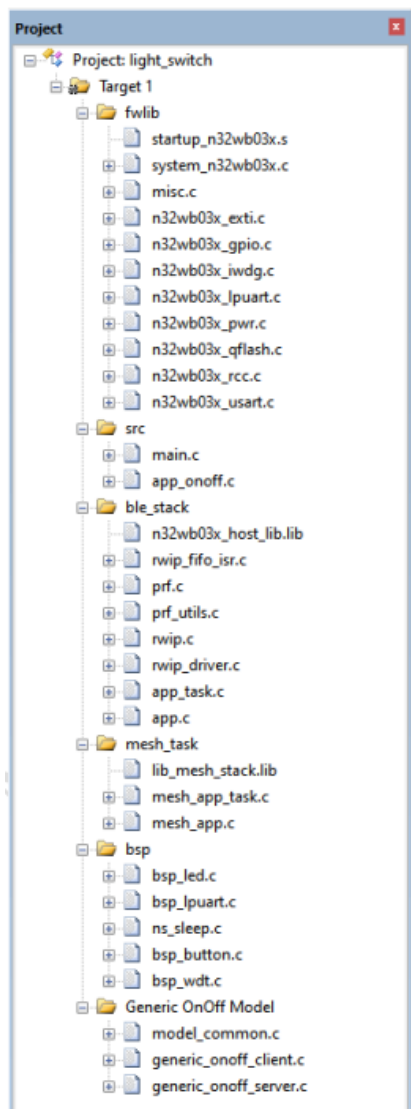 Project
Project: light_switch
Target 1
fwlib
startup_n32wb03x.s
system_n32wb03x.c
misc.c
n32wb03x_exti.c
n32wb03x_gpio.c
n32wb03x_iwdg.c
n32wb03x_lpuart.c
n32wb03x_pwr.c
n32wb03x_qflash.c
n32wb03x_rcc.c
n32wb03x_usart.c
src
main.c
app_onoff.c
ble_stack
n32wb03x_host_lib.lib
rwip_fifo_isr.c
prf.c
prf_utils.c
rwip.c
rwip_driver.c
app_task.c
app.c
mesh_task
lib_mesh_stack.lib
mesh_app_task.c
mesh_app.c
bsp
bsp_led.c
bsp_lpuart.c
ns_sleep.c
bsp_button.c
bsp_wdt.c
Generic OnOff Model
model_common.c
generic_onoff_client.c
generic_onoff_server.c